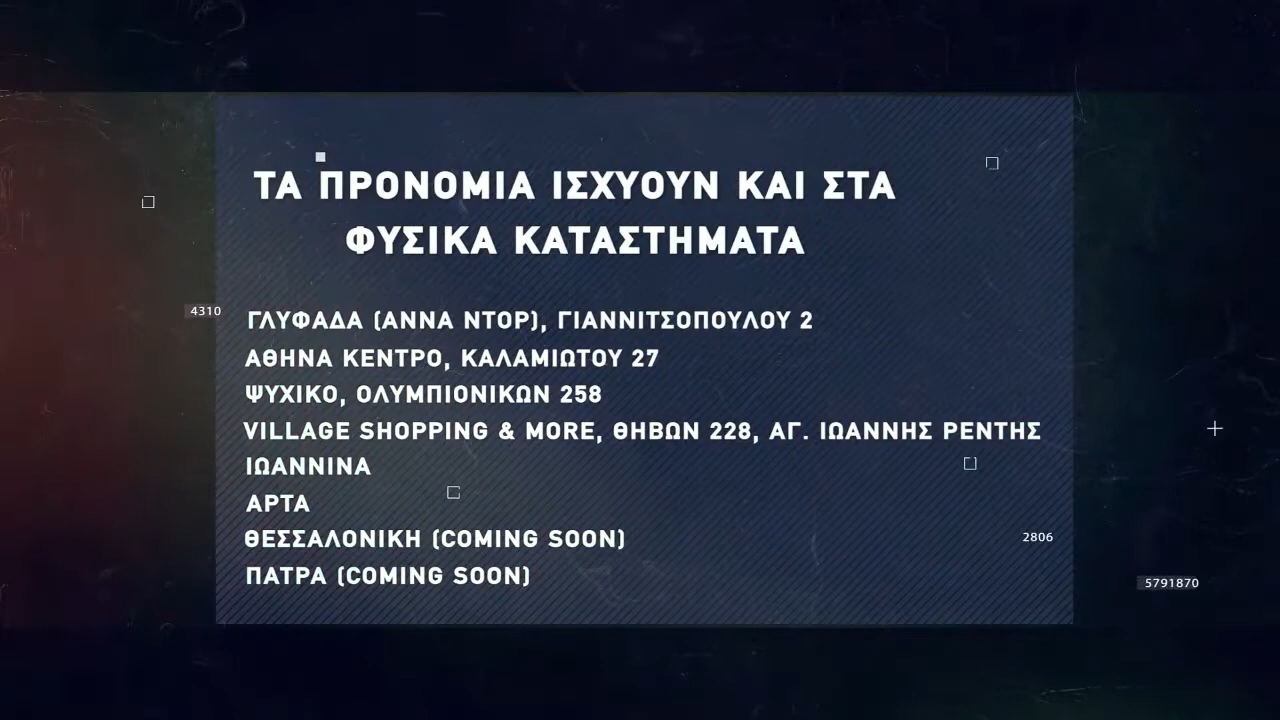 ΤΑ ΠΡΟΝΟΜΙΑ ΙΣΧΥΟΥΝ ΚΑΙ ΣΤΑ
ΦΥΣΙΚΑ ΚΑΤΑΣΤΗΜΑΤΑ
4310
ΓΛΥΦΑΔΑ (ΑΝΝΑ ΝΤΟΡ), ΓΙΑΝΝΙΤΣΟΠΟΥΛΟΥ 2
ΑΘΗΝΑ ΚΕΝΤΡΟ, ΚΑΛΑΜΙΩΤΟΥ 27
ΨΥΧΙΚΟ, ΟΛΥΜΠΙΟΝΙΚΩΝ 258
VILLAGE SHOPPING & MORE, ΘΗΒΩΝ 228, ΑΓ. ΙΩΑΝΝΗΣ ΡΕΝΤΗΣ
ΙΩΑΝΝΙΝΑ
ΑΡΤΑ
ΘΕΣΣΑΛΟΝΙΚΗ (COMING SOON)
2806
ΠΑΤΡΑ (COMING SOON)
5791870